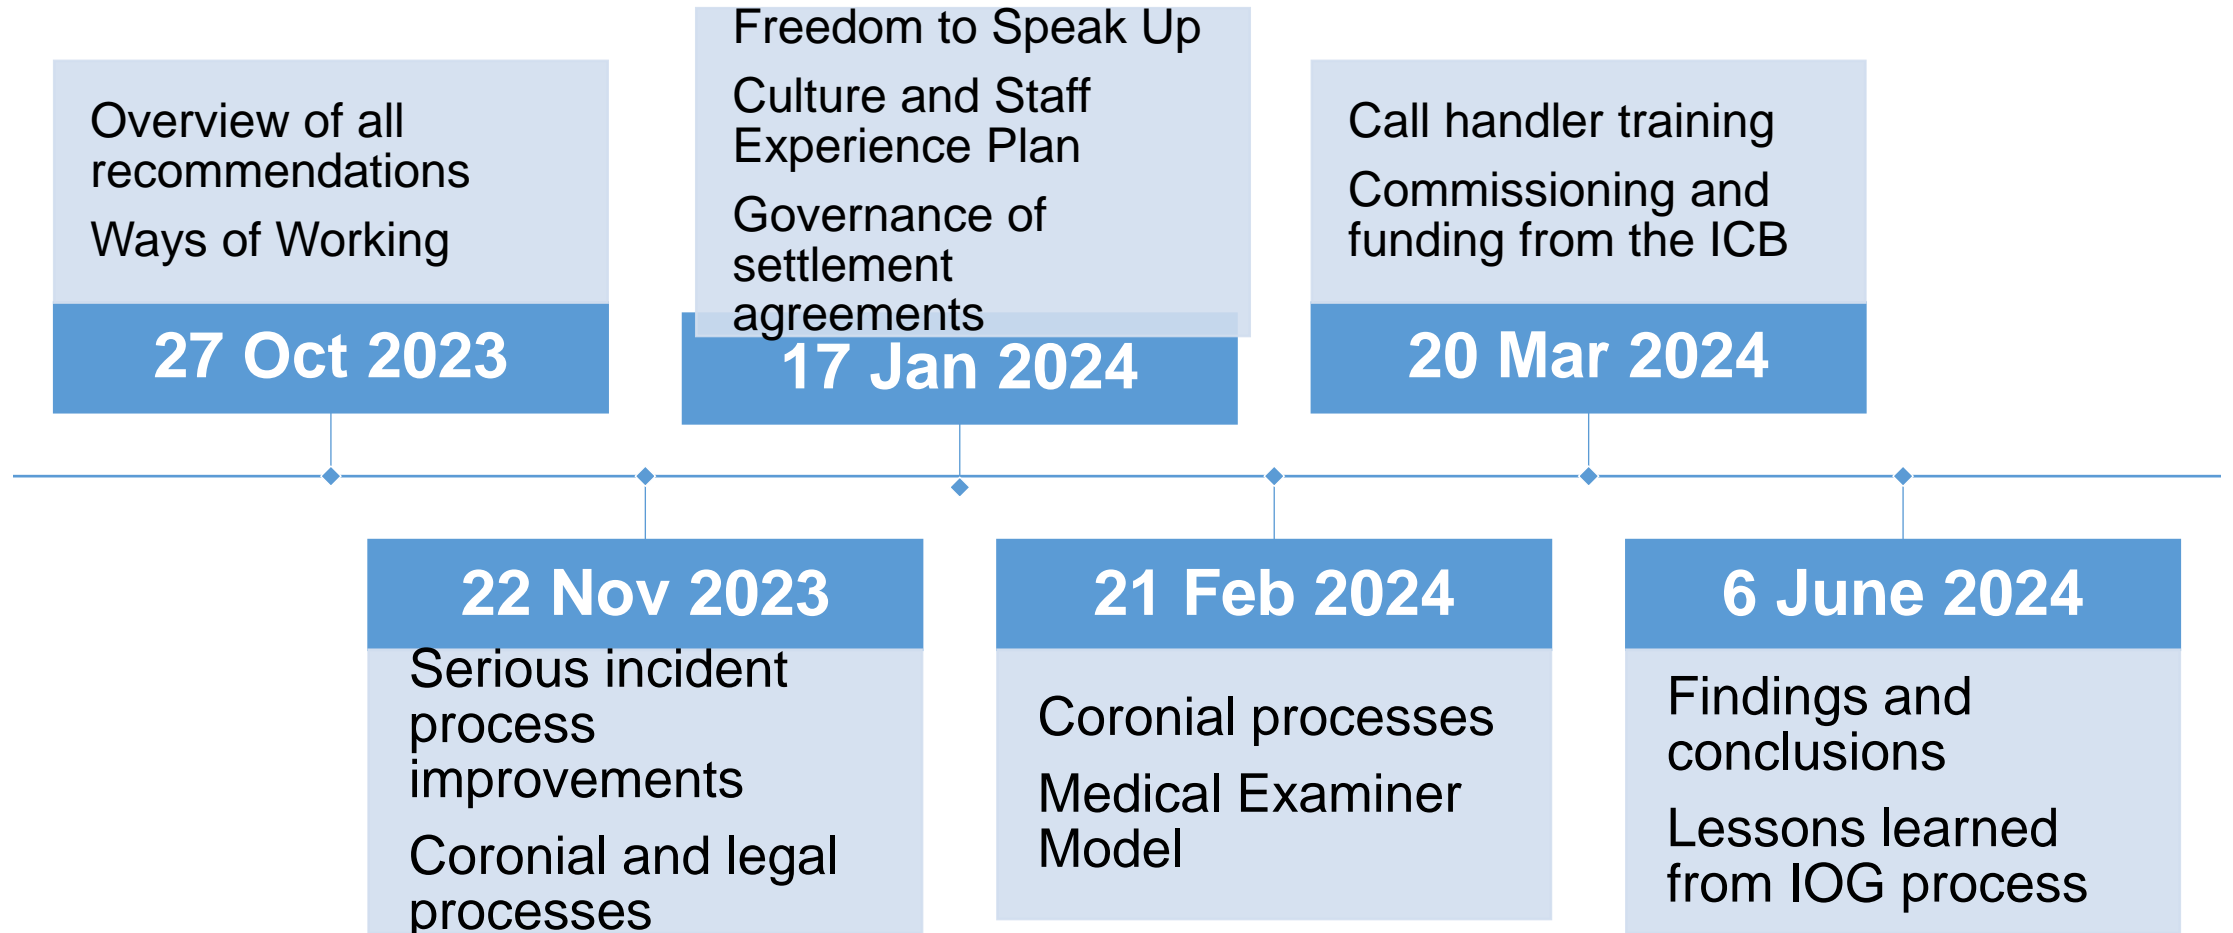 Overview of all
recommendations
Ways of Working
27 Oct 2023
22 Nov 2023
Serious incident
process
improvements
Coronial and legal
processes
Freedom to Speak Up
Culture and Staff
Experience Plan
Governance of
settlement
agreements
17 Jan 2024
21 Feb 2024
Coronial processes
Medical Examiner
Model
Call handler training
Commissioning and
funding from the ICB
20 Mar 2024
6 June 2024
Findings and
conclusions
Lessons learned
from IOG process